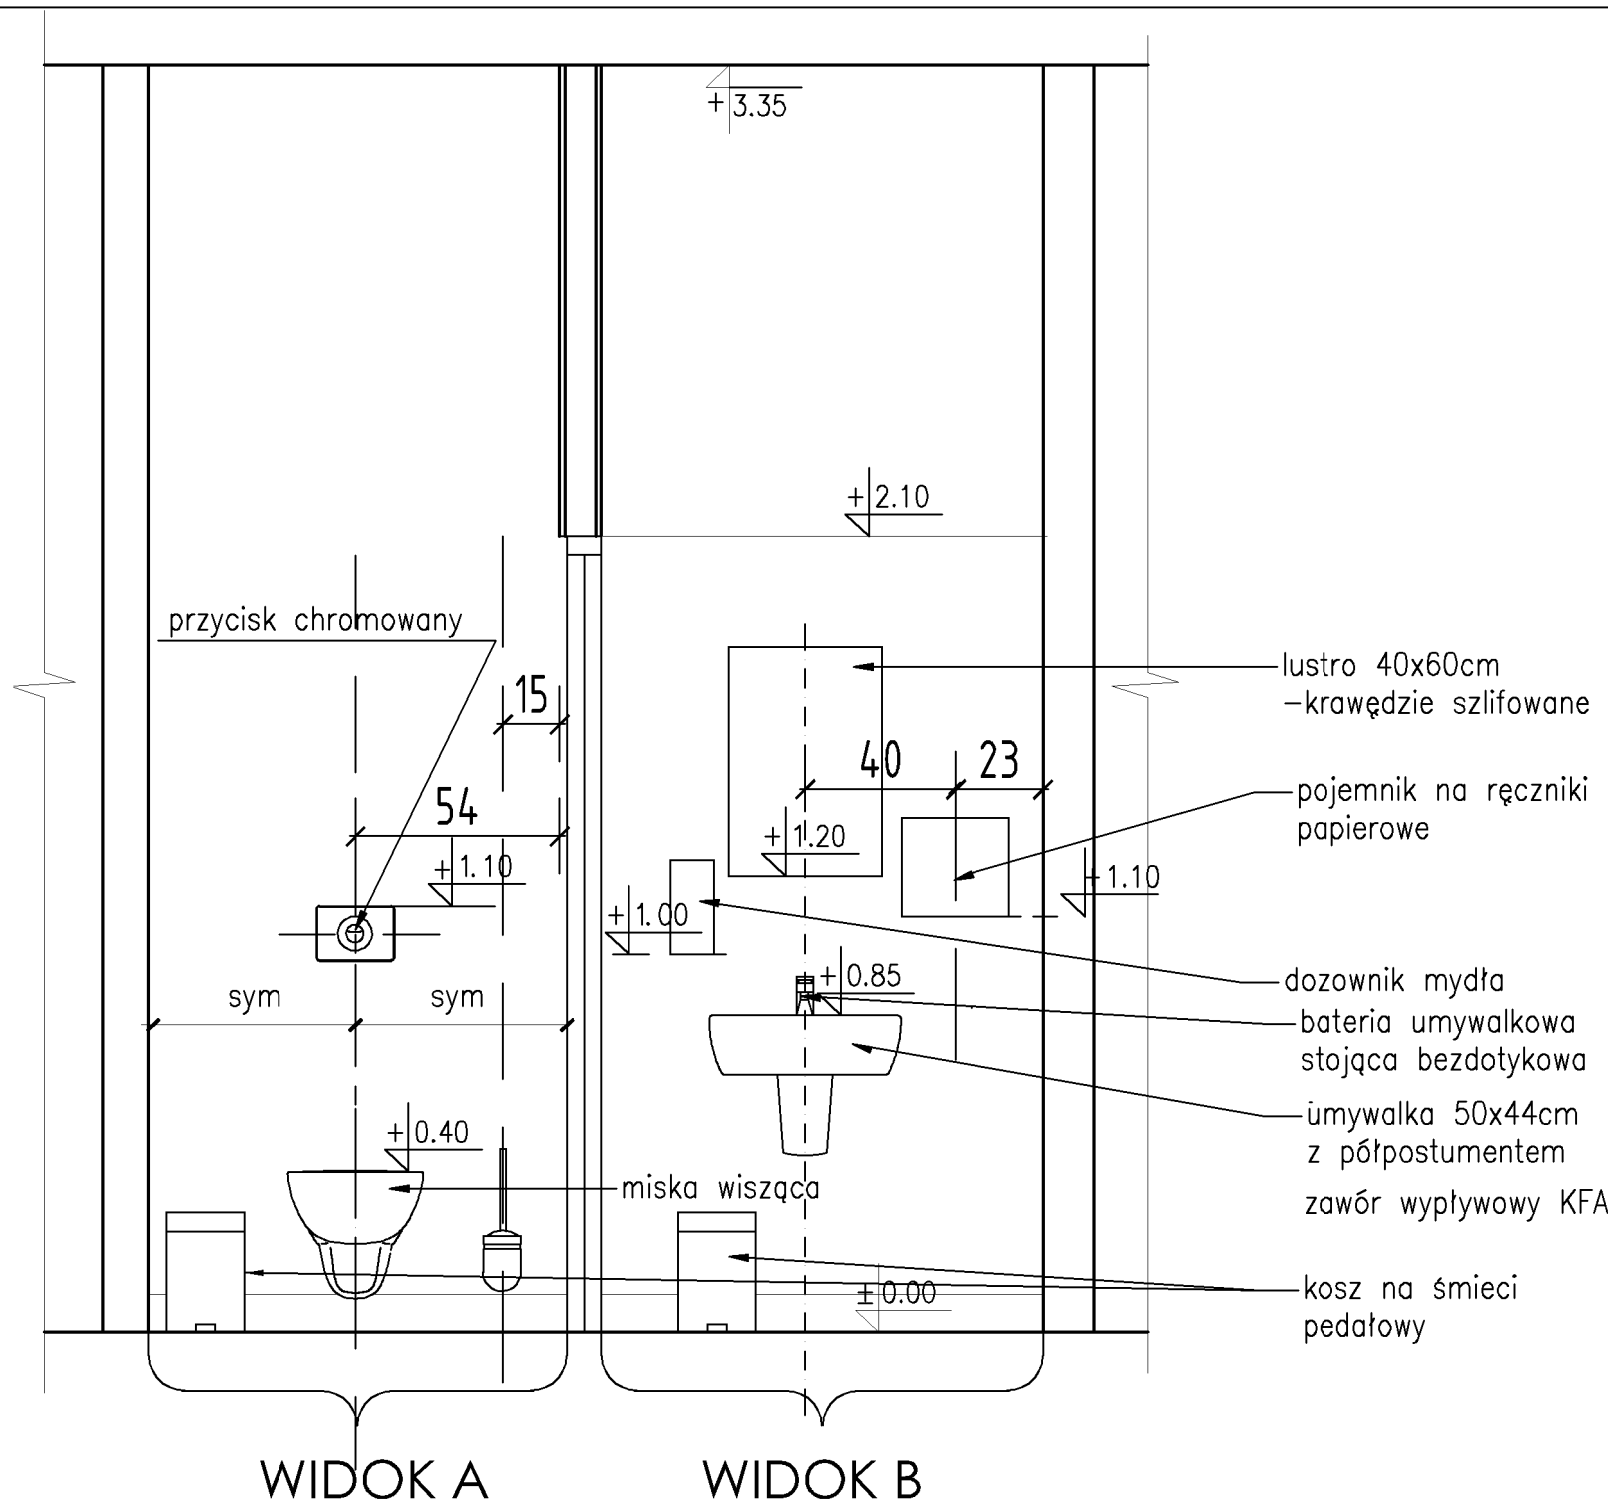 +3.35
+2.10
przycisk chromowany
lustro 40x60cm
-krawędzie szlifowane
15
40
23
54
pojemnik na ręczniki
papierowe
+1.20
+1.10
+1.10
+1.00
sym
sym
+0.85
dozownik mydła
bateria umywalkowa
stojąca bezdotykowa
+0.40
umywalka 50x44cm
z półpostumentem
miska wisząca
zawór wypływowy KFA
±0.00
kosz na śmieci
pedałowy
WIDOK A
WIDOK B